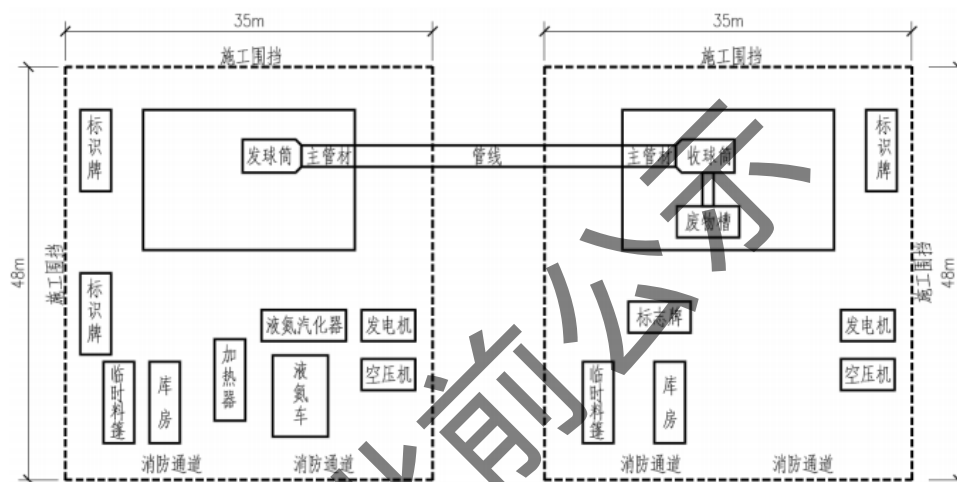 35m
35m
施工围挡
施工围挡
标识牌
发球筒
主管材
管线
主管材
收球筒
标识牌
废物槽
48m
施工围挡
施工围挡
48m
标识牌
液氮汽化器
发电机
标志牌
发电机
加热器
液氮车
空压机
空压机
临时料篷
库房
临时料篷
库房
消防通道
消防通道
消防通道
消防通道
前公示